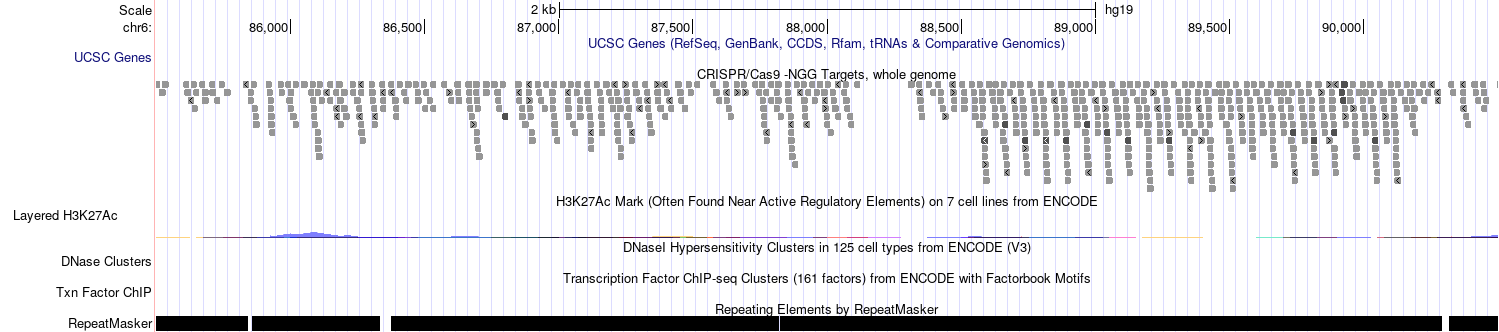 Scale 2 kb hg19
chr6: 86,000 86,500 87,000 87,500 88,000 88,500 89,000 89,500 90,000
UCSC Genes (RefSeq, GenBank, CCDS, Rfam, tRNAs & Comparative Genomics)
UCSC Genes
CRISPR/Cas9 -NGG Targets, whole genome
H3K27Ac Mark (Often Found Near Active Regulatory Elements) on 7 cell lines from ENCODE
Layered H3K27Ac
DNaseI Hypersensitivity Clusters in 125 cell types from ENCODE (V3)
DNase Clusters
Transcription Factor ChIP-seq Clusters (161 factors) from ENCODE with Factorbook Motifs
Txn Factor ChIP
Repeating Elements by RepeatMasker
RepeatMasker